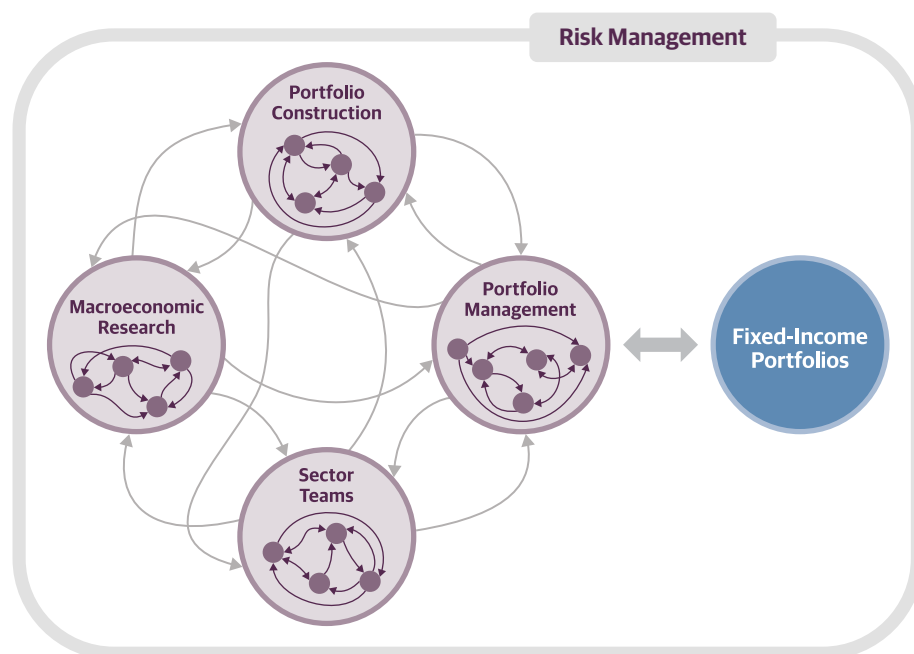 Risk Management
Portfolio
Construction
Macroeconomic
Research
Portfolio
Management
Fixed-Income
Portfolios
Sector
Teams